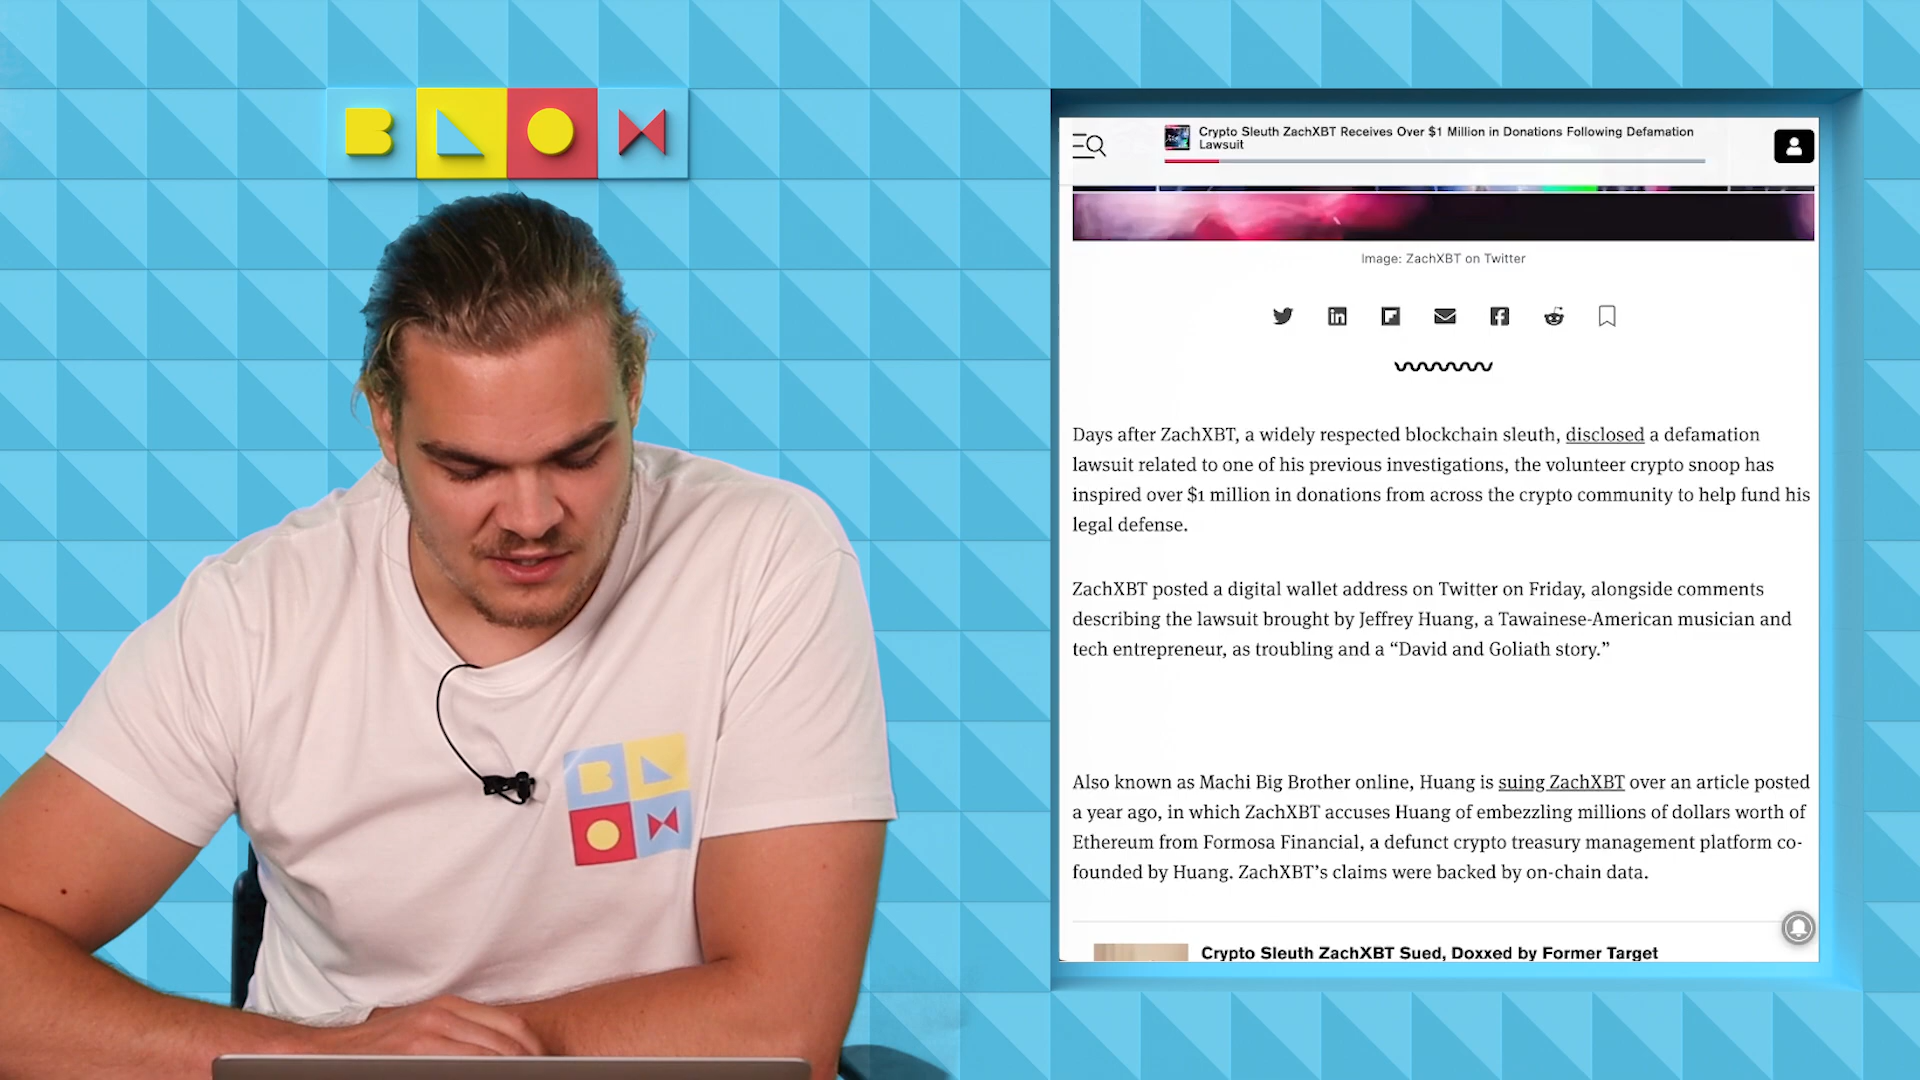 BLOM
Crypto Sleuth ZachXBT Receives Over $1 Million in Donations Following Defamation
Lawsuit
Image: ZachXBT on Twitter
Days after ZachXBT, a widely respected blockchain sleuth, disclosed a defamation
lawsuit related to one of his previous investigations, the volunteer crypto snoop has
inspired over $1 million in donations from across the crypto community to help fund his
legal defense.
ZachXBT posted a digital wallet address on Twitter on Friday, alongside comments
describing the lawsuit brought by Jeffrey Huang, a Tawainese-American musician and
tech entrepreneur, as troubling and a “David and Goliath story.”
Also known as Machi Big Brother online, Huang is suing ZachXBT over an article posted
a year ago, in which ZachXBT accuses Huang of embezzling millions of dollars worth of
Ethereum from Formosa Financial, a defunct crypto treasury management platform co-
founded by Huang. ZachXBT’s claims were backed by on-chain data.
Crypto Sleuth ZachXBT Sued, Doxxed by Former Target
BL
OM